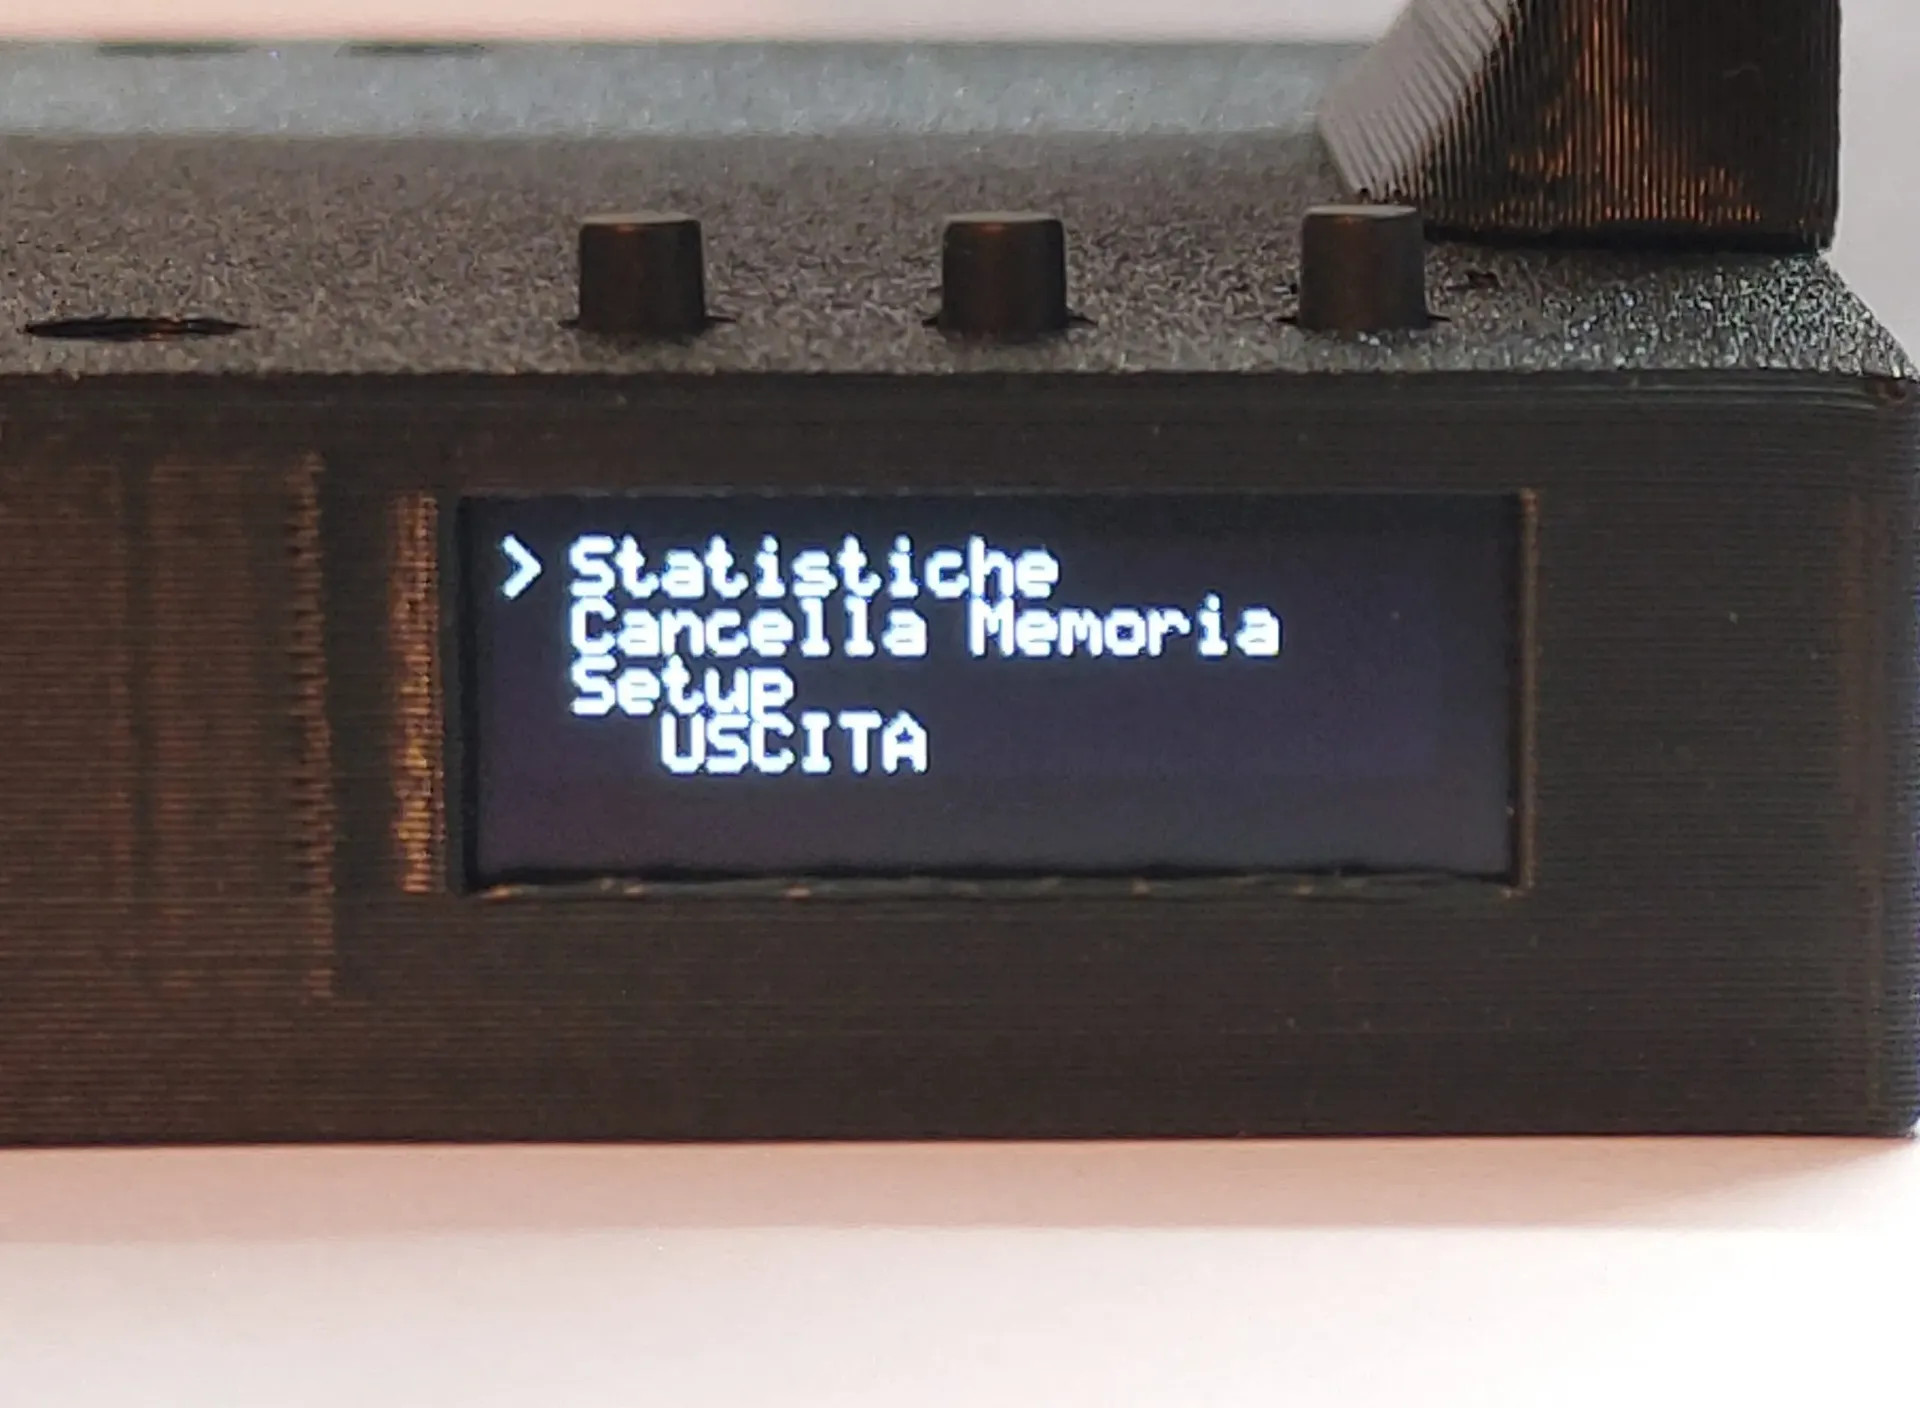 > Statistiche
Cancella Memoria
Setup
USCITA